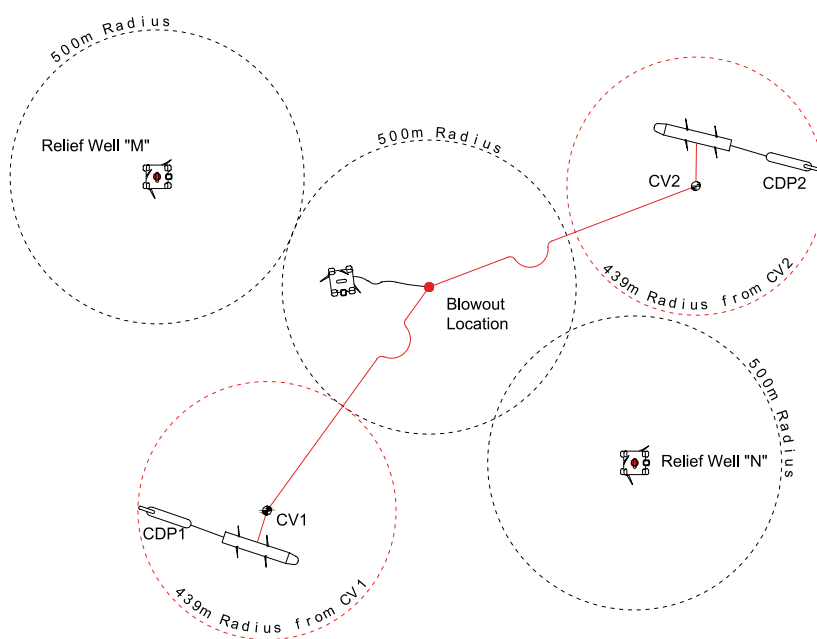 500m Radius
Relief Well "M"
500m Radius
CV2
CDP2
439m Radius from CV2
Blowout
Location
500m Radius
Relief Well "N"
CV1
CDP1
439m Radius from CV1